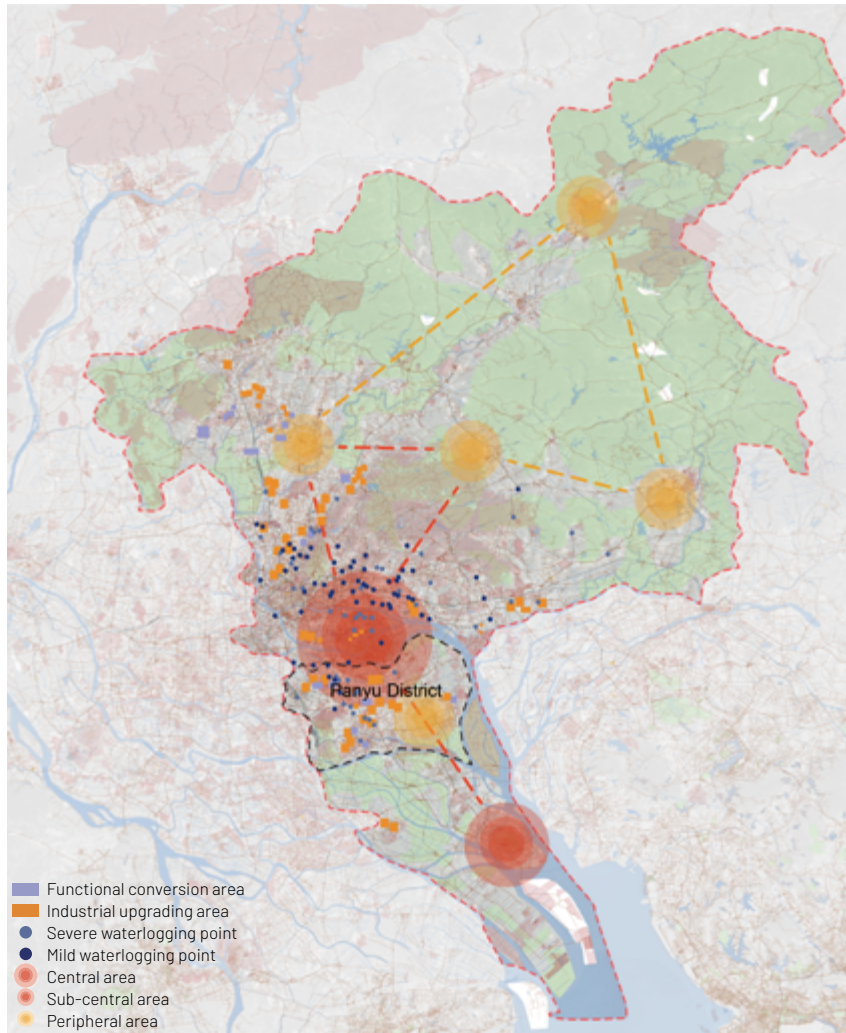 Panyu District
Functional conversion area
Industrial upgrading area
Severe waterlogging point
Mild waterlogging point
Central area
Sub-central area
Peripheral area